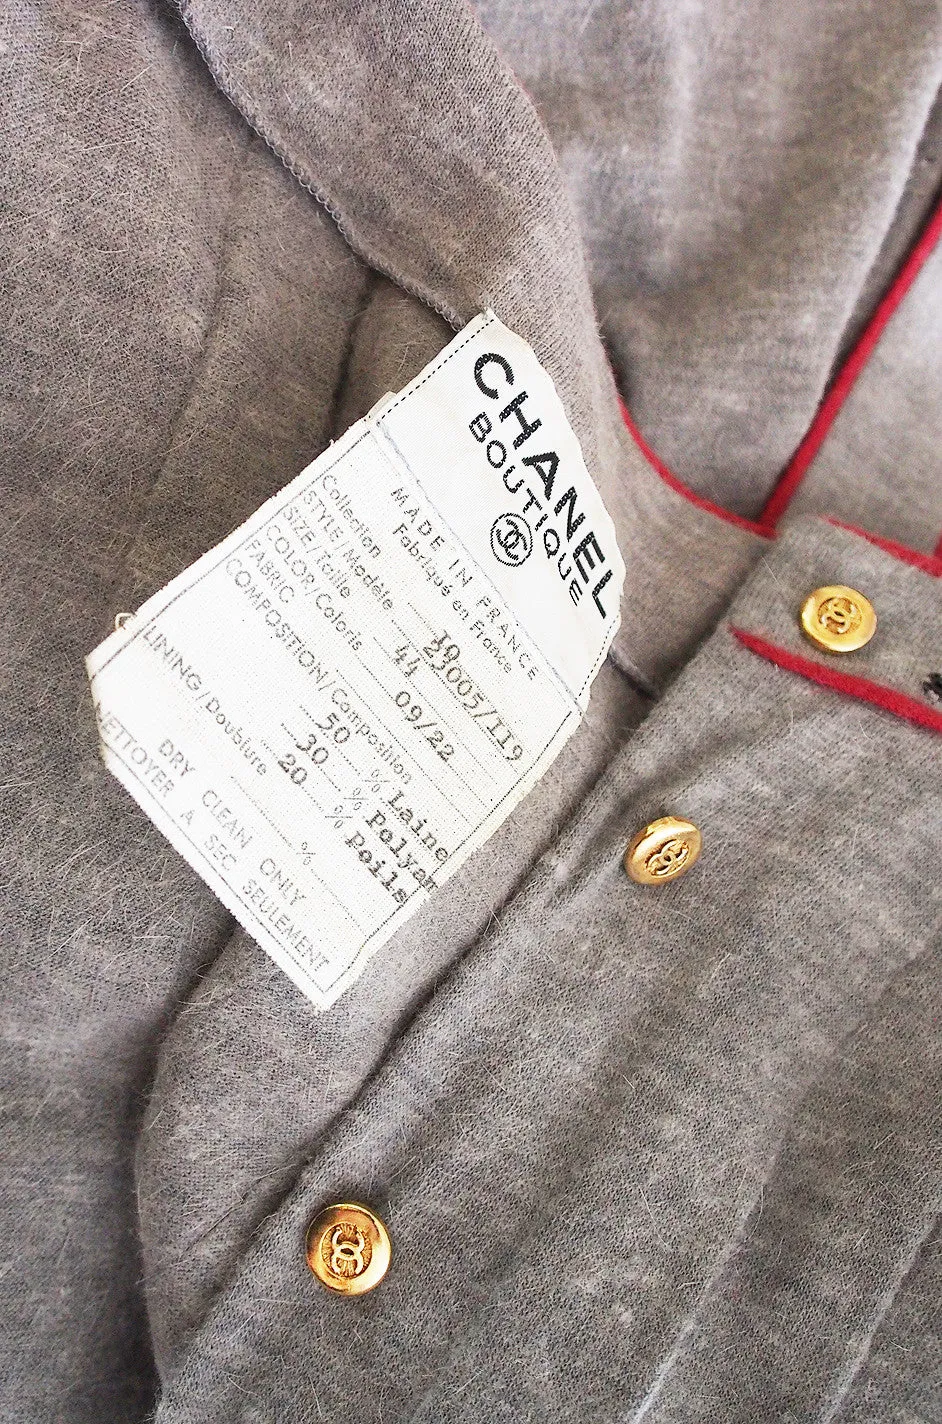 CHANEL
BOUTIQUE
MADE IN FRANCE
Fabriqué en France
Collection 10
STYLE/Modèle 23005/119
SIZE/Taille 44
COLOR/Coloris 09/22
FABRIC
COMPOSITION/Composition
50 % Laine
30 % Polyam
20 % Poils
LINING/Doublure %
DRY CLEAN ONLY
NETTOYER A SEC SEULEMENT